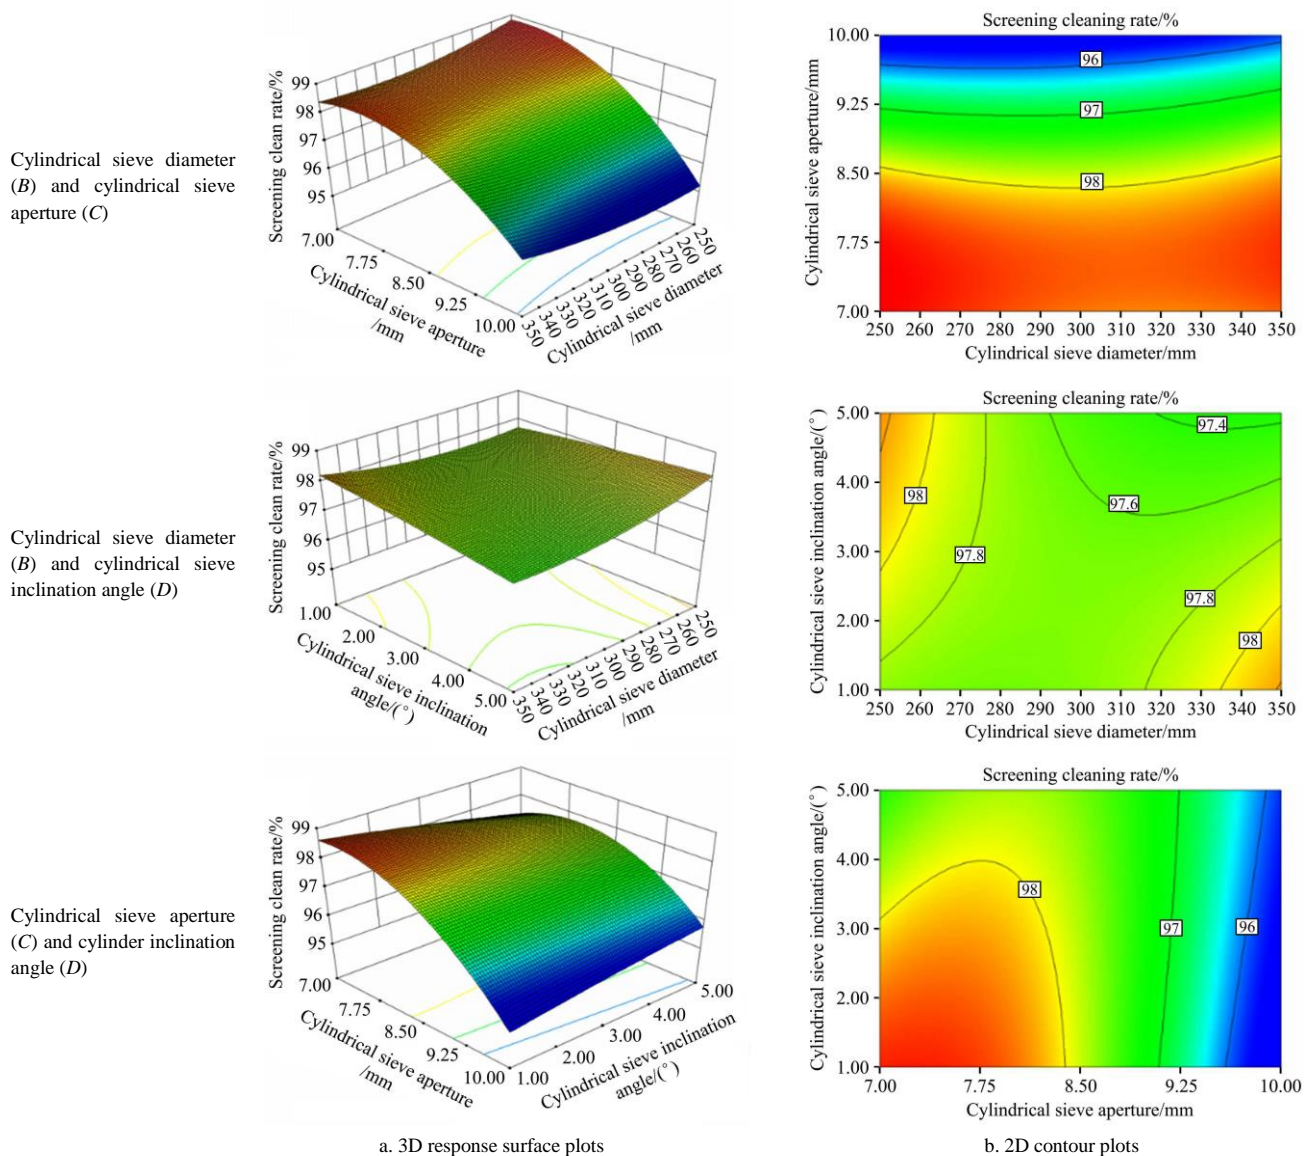 Cylindrical sieve diameter
(B) and cylindrical sieve
aperture (C)
Screening clean rate/%
99
98
97
96
95
7.00
7.75
8.50
9.25
10.00
Cylindrical sieve aperture
/mm
350
340
330
320
310
300
290
280
270
260
250
Cylindrical sieve diameter
/mm
Screening cleaning rate/%
Cylindrical sieve aperture/mm
10.00
9.25
8.50
7.75
7.00
96
97
98
250 260 270 280 290 300 310 320 330 340 350
Cylindrical sieve diameter/mm
Cylindrical sieve diameter
(B) and cylindrical sieve
inclination angle (D)
Screening clean rate/%
99
98
97
96
95
1.00
2.00
3.00
4.00
5.00
Cylindrical sieve inclination
angle/(°)
350
340
330
320
310
300
290
280
270
260
250
Cylindrical sieve diameter
/mm
Screening cleaning rate/%
Cylindrical sieve inclination angle/(°)
5.00
4.00
3.00
2.00
1.00
97.4
98
97.6
97.8
97.8
98
250 260 270 280 290 300 310 320 330 340 350
Cylindrical sieve diameter/mm
Cylindrical sieve aperture
(C) and cylinder inclination
angle (D)
Screening clean rate/%
99
98
97
96
95
7.00
7.75
8.50
9.25
10.00
Cylindrical sieve aperture
/mm
1.00
2.00
3.00
4.00
5.00
Cylindrical sieve inclination
angle/(°)
Screening cleaning rate/%
Cylindrical sieve inclination angle/(°)
5.00
4.00
3.00
2.00
1.00
98
97
96
7.00 7.75 8.50 9.25 10.00
Cylindrical sieve aperture/mm
a. 3D response surface plots
b. 2D contour plots